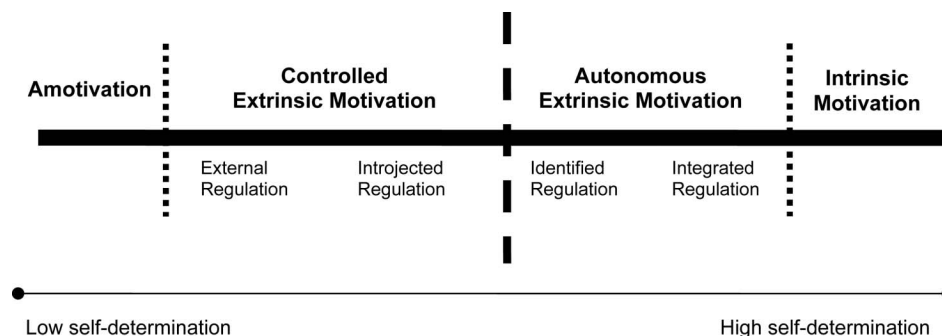 Amotivation
Controlled
Extrinsic Motivation
Autonomous
Extrinsic Motivation
Intrinsic
Motivation
External
Regulation
Introjected
Regulation
Identified
Regulation
Integrated
Regulation
Low self-determination
High self-determination